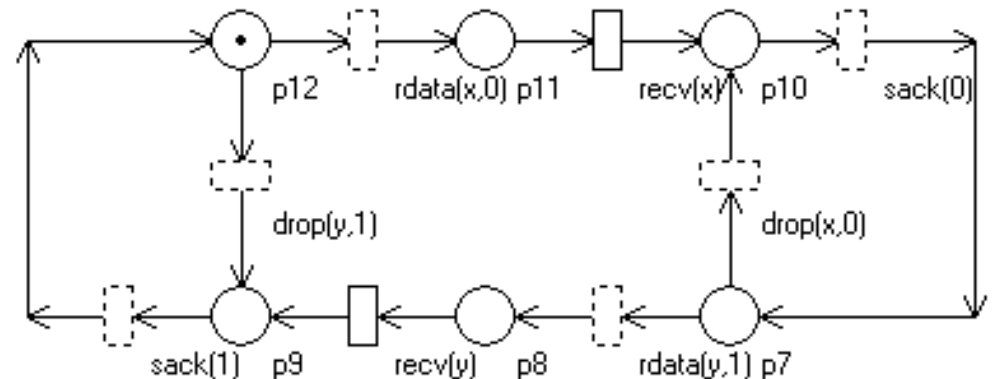 p12 rdata(x,0) p11 recv(x) p10 sack(0)
drop(y,1) drop(x,0)
sack(1) p9 recv(y) p8 rdata(y,1) p7